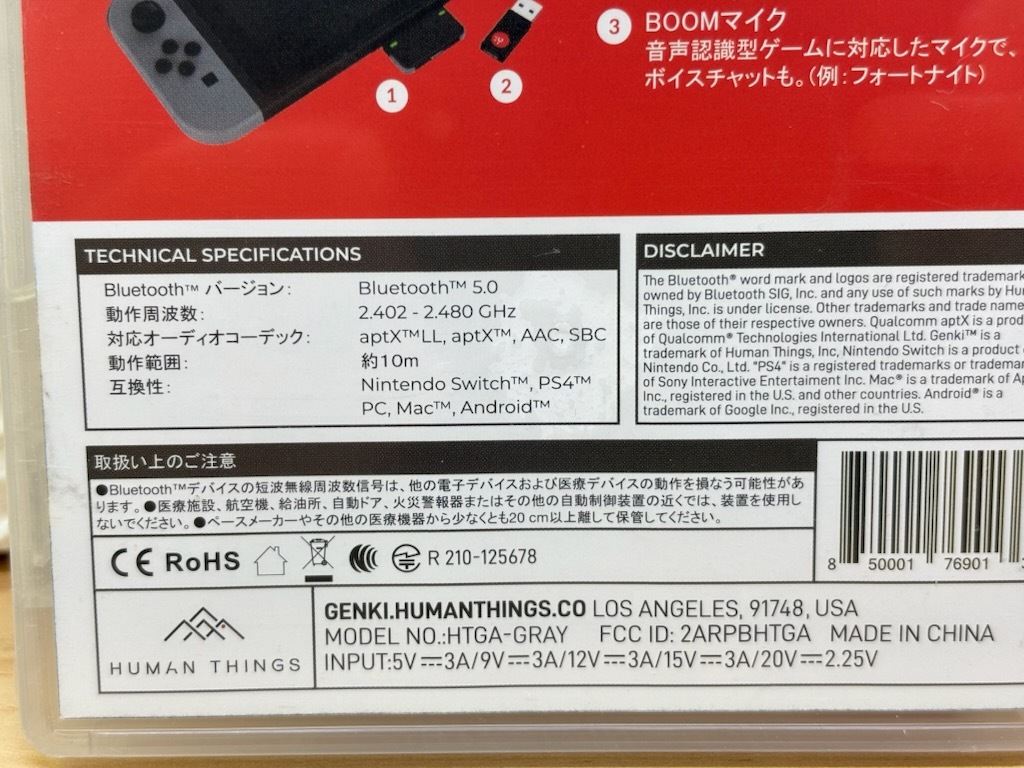 3 BOOMマイク
音声認識型ゲームに対応したマイクで、
ボイスチャットも。(例:フォートナイト)
1
2
TECHNICAL SPECIFICATIONS
Bluetooth™ バージョン: Bluetooth™ 5.0
動作周波数: 2.402 - 2.480 GHz
対応オーディオコーデック: aptX™LL, aptX™, AAC, SBC
動作範囲: 約10m
互換性: Nintendo Switch™, PS4™
PC, Mac™, Android™
DISCLAIMER
The Bluetooth® word mark and logos are registered trademark
owned by Bluetooth SIG, Inc. and any use of such marks by Hu
Things, Inc. is under license. Other trademarks and trade name
are those of their respective owners. Qualcomm aptX is a prod
of Qualcomm® Technologies International Ltd. Genki™ is a
trademark of Human Things, Inc, Nintendo Switch is a product
Nintendo Co., Ltd. "PS4" is a registered trademarks or tradema
of Sony Interactive Entertaiment Inc. Mac® is a trademark of Ap
Inc., registered in the U.S. and other countries. Android® is a
trademark of Google Inc., registered in the U.S.
取扱い上のご注意
●Bluetooth™デバイスの短波無線周波数信号は、他の電子デバイスおよび医療デバイスの動作を損なう可能性があ
ります。●医療施設、航空機、給油所、自動ドア、火災警報器またはその他の自動制御装置の近くでは、装置を使用し
ないでください。●ペースメーカーやその他の医療機器から少なくとも20 cm以上離して保管してください。
CE RoHS R 210-125678
8 50001 76901
HUMAN THINGS
GENKI.HUMANTHINGS.CO LOS ANGELES, 91748, USA
MODEL NO.:HTGA-GRAY FCC ID: 2ARPBHTGA MADE IN CHINA
INPUT:5V⎓3A/9V⎓3A/12V⎓3A/15V⎓3A/20V⎓2.25V